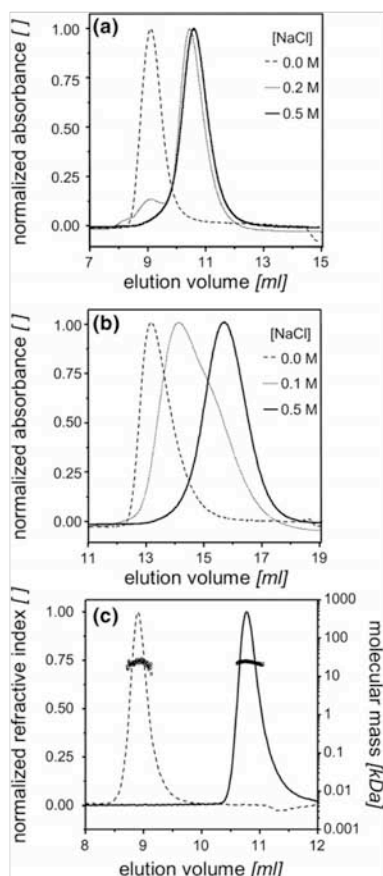 (a)
[NaCl]
0.0 M
0.2 M
0.5 M
normalized absorbance [ ]
1.00
0.75
0.50
0.25
0.00
7 9 11 13 15
elution volume [ml]
(b)
[NaCl]
0.0 M
0.1 M
0.5 M
normalized absorbance [ ]
1.00
0.75
0.50
0.25
0.00
11 13 15 17 19
elution volume [ml]
(c)
normalized refractive index [ ]
1.00
0.75
0.50
0.25
0.00
1000
100
10
1
0.1
0.01
0.001
molecular mass [kDa]
8 9 10 11 12
elution volume [ml]